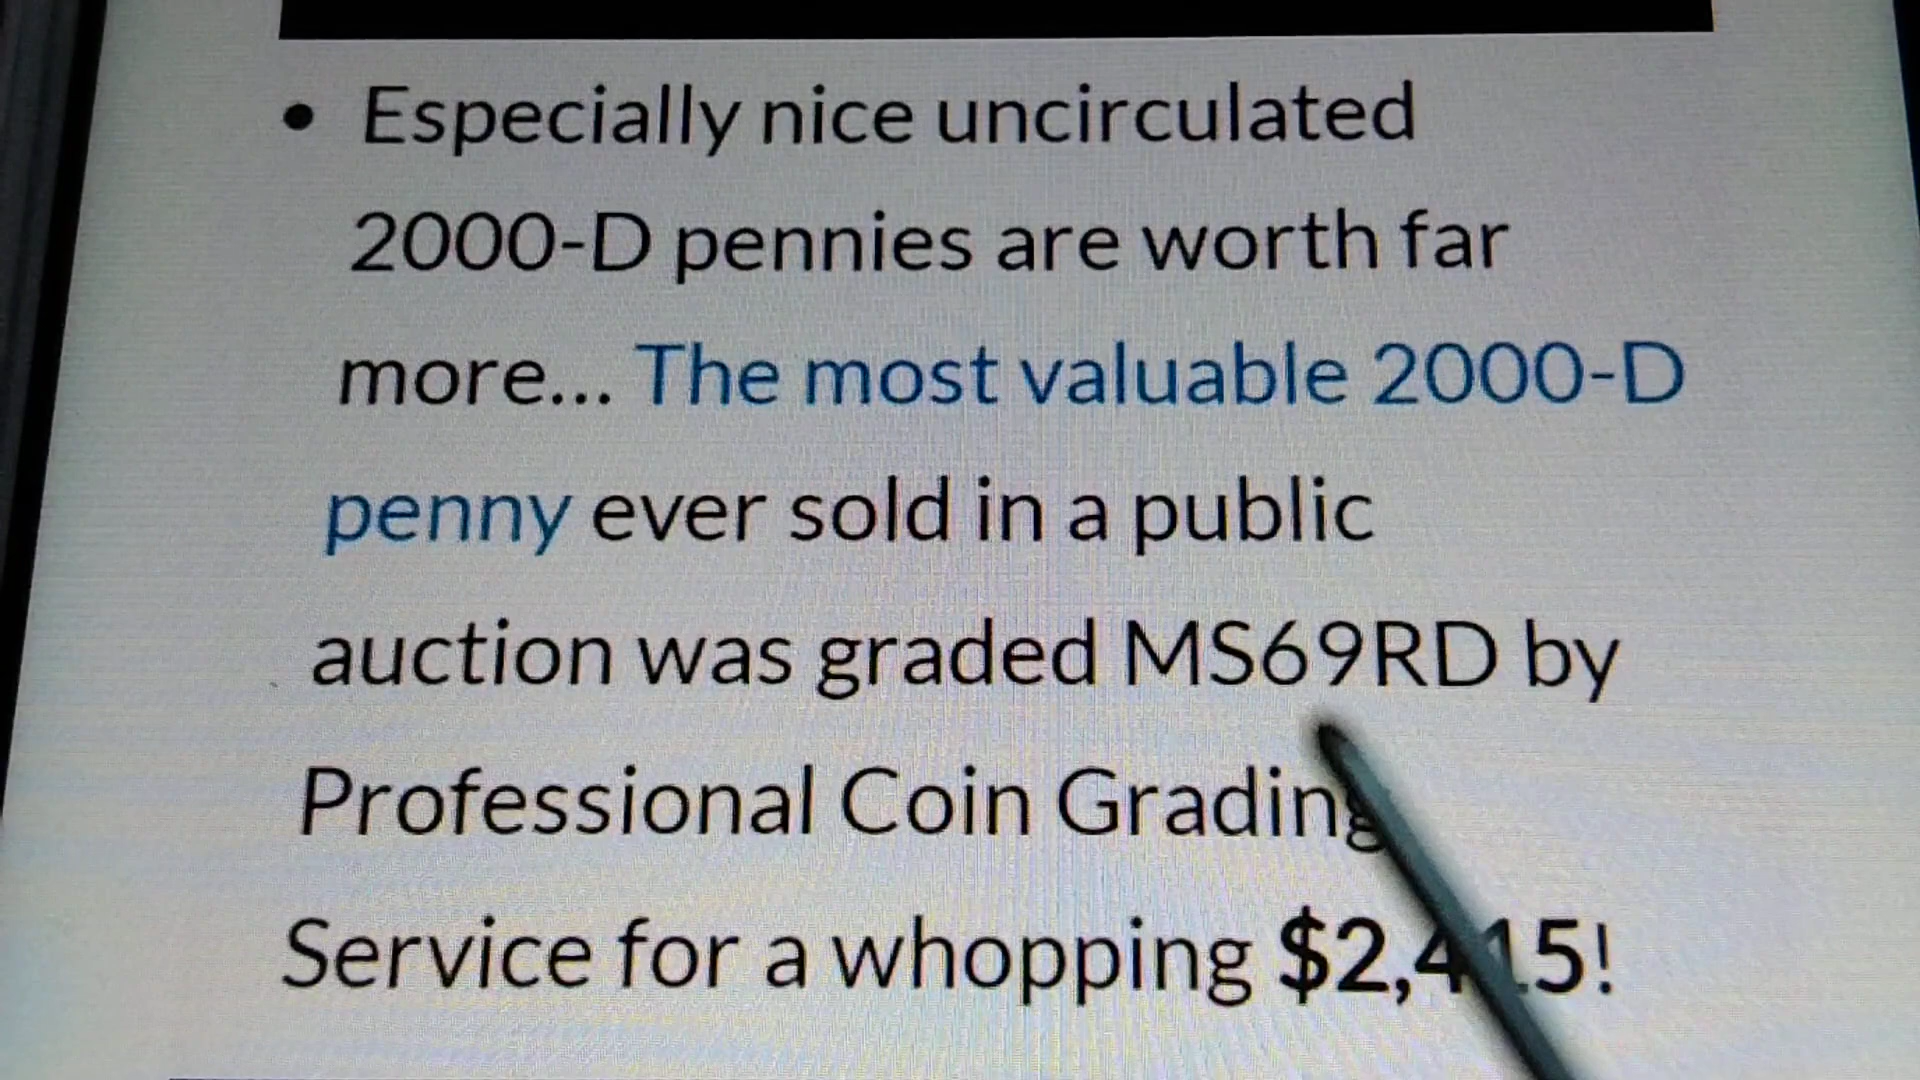 • Especially nice uncirculated
2000-D pennies are worth far
more... The most valuable 2000-D
penny ever sold in a public
auction was graded MS69RD by
Professional Coin Grading
Service for a whopping $2,415!